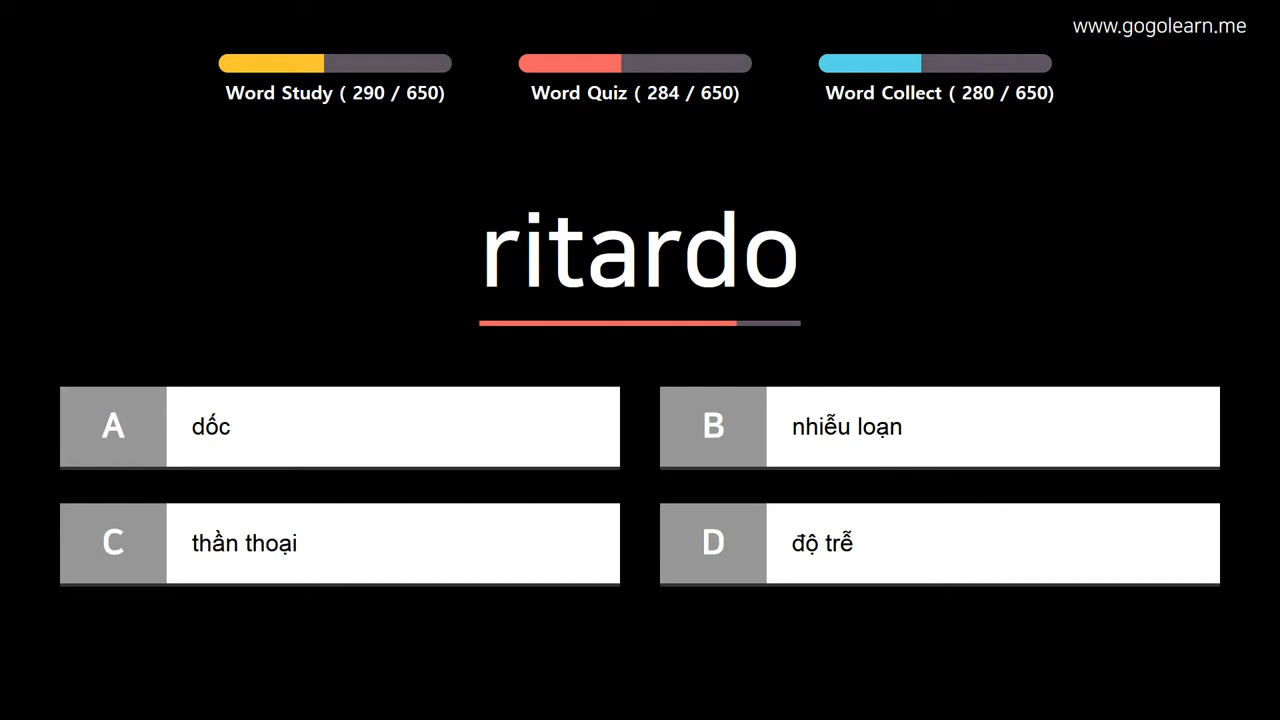 www.gogolearn.me
Word Study ( 290 / 650)
Word Quiz ( 284 / 650)
Word Collect ( 280 / 650)
ritardo
A dốc
B nhiễu loạn
C thần thoại
D độ trễ